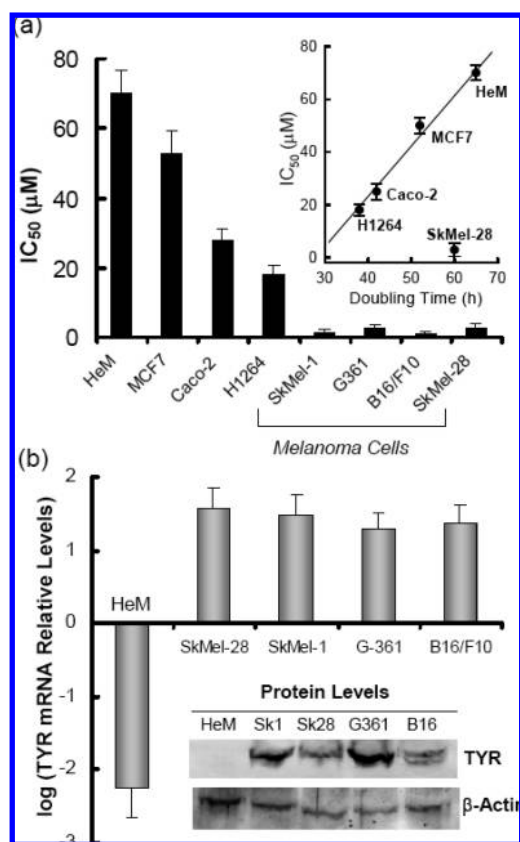 (a)
IC50 (μM)
80
60
40
20
0
HeM
MCF7
Caco-2
H1264
SkMel-1
G361
B16/F10
SkMel-28
Melanoma Cells
IC50 (μM)
80
60
40
20
0
HeM
MCF7
Caco-2
H1264
SkMel-28
30 40 50 60 70
Doubling Time (h)
(b)
log (TYR mRNA Relative Levels)
2
1
0
-1
-2
-3
HeM
SkMel-28 SkMel-1 G-361 B16/F10
Protein Levels
HeM Sk1 Sk28 G361 B16
TYR
β-Actin